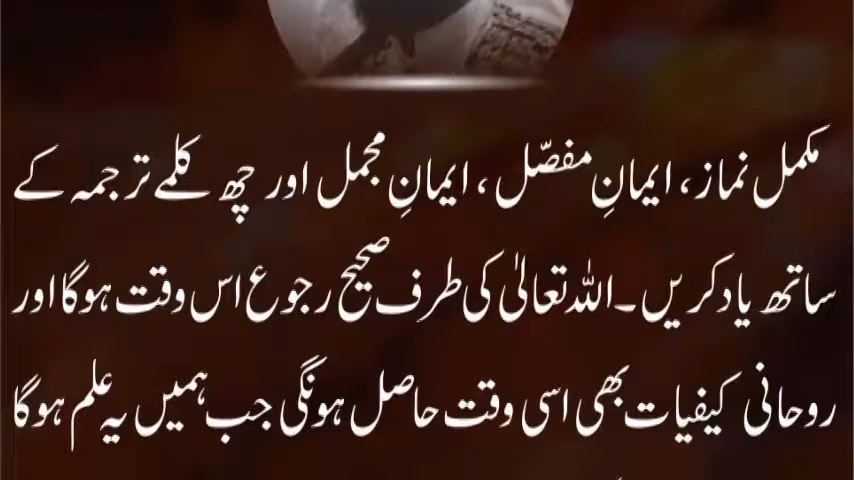 مکمل نماز، ایمانِ مفصّل، ایمانِ مجمل اور چھ کلمے ترجمہ کے
ساتھ یاد کریں۔ اللہ تعالیٰ کی طرف صحیح رجوع اس وقت ہوگا اور
روحانی کیفیات بھی اسی وقت حاصل ہونگی جب ہمیں یہ علم ہوگا